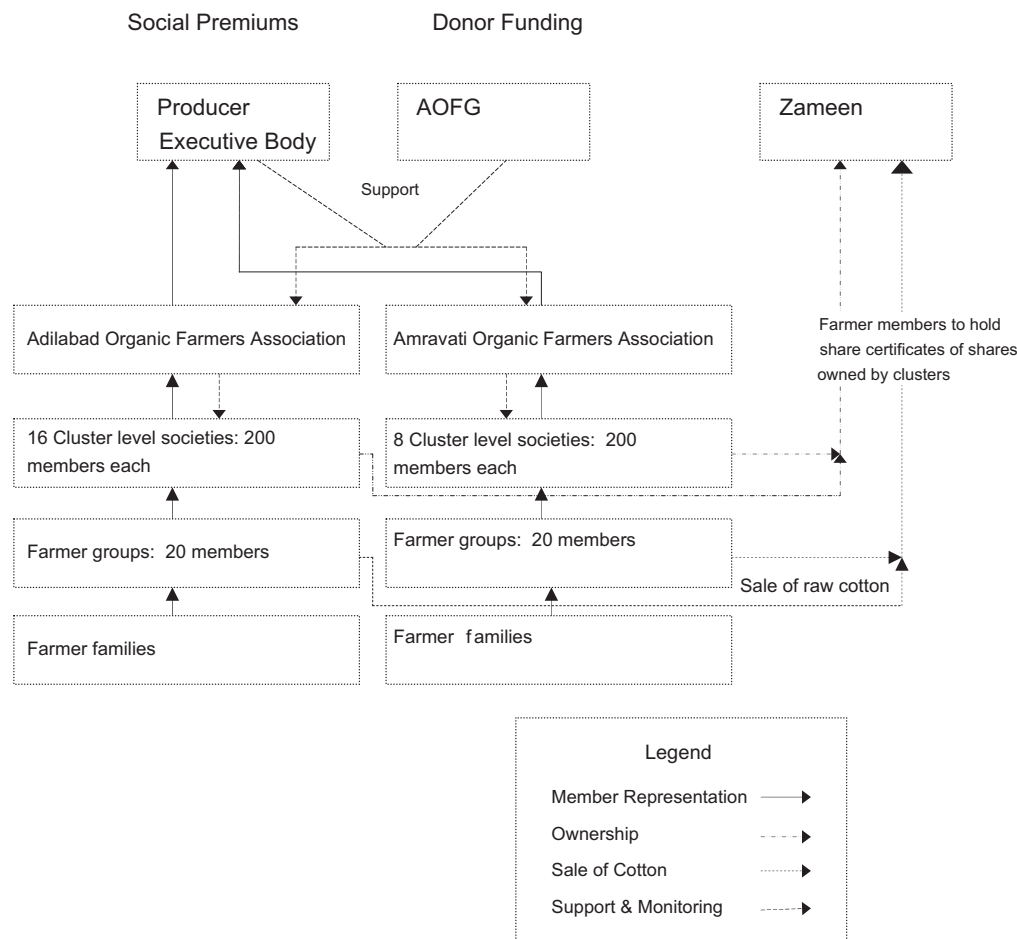 Social Premiums
Donor Funding
Producer
Executive Body
AOFG
Zameen
Support
Adilabad Organic Farmers Association
Amravati Organic Farmers Association
Farmer members to hold
share certificates of shares
owned by clusters
16 Cluster level societies: 200
members each
8 Cluster level societies: 200
members each
Farmer groups: 20 members
Farmer groups: 20 members
Sale of raw cotton
Farmer families
Farmer families
Legend
Member Representation
Ownership
Sale of Cotton
Support & Monitoring